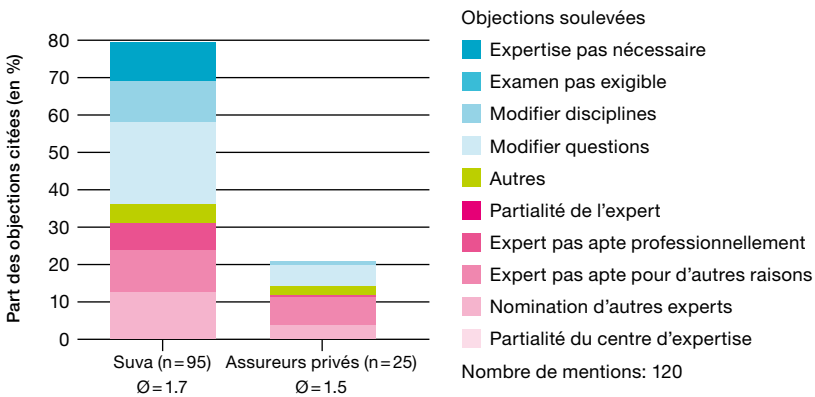 Part des objections citées (en %)
80
70
60
50
40
30
20
10
0
Suva (n=95)
Ø=1.7
Assureurs privés (n=25)
Ø=1.5
Objections soulevées
Expertise pas nécessaire
Examen pas exigible
Modifier disciplines
Modifier questions
Autres
Partialité de l'expert
Expert pas apte professionnellement
Expert pas apte pour d'autres raisons
Nomination d'autres experts
Partialité du centre d'expertise
Nombre de mentions: 120